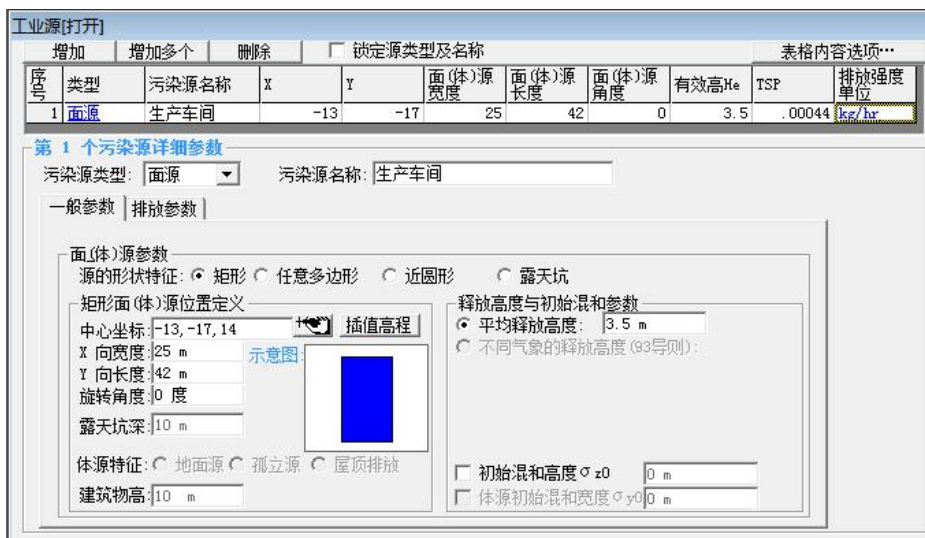 工业源[打开]
增加 增加多个 删除 锁定源类型及名称 表格内容选项…
序号 类型 污染源名称 X Y 面(体)源宽度 面(体)源长度 面(体)源角度 有效高He TSP 排放强度单位
1 面源 生产车间 -13 -17 25 42 0 3.5 .00044 kg/hr
第 1 个污染源详细参数
污染源类型: 面源 污染源名称: 生产车间
一般参数 排放参数
面(体)源参数
源的形状特征: 矩形 任意多边形 近圆形 露天坑
矩形面(体)源位置定义
中心坐标: -13,-17,14 插值高程
X 向宽度: 25 m 示意图:
Y 向长度: 42 m
旋转角度: 0 度
露天坑深: 10 m
体源特征: 地面源 孤立源 屋顶排放
建筑物高: 10 m
释放高度与初始混和参数
平均释放高度: 3.5 m
不同气象的释放高度(93导则):
初始混和高度σz0 0 m
体源初始混和宽度σy0 0 m